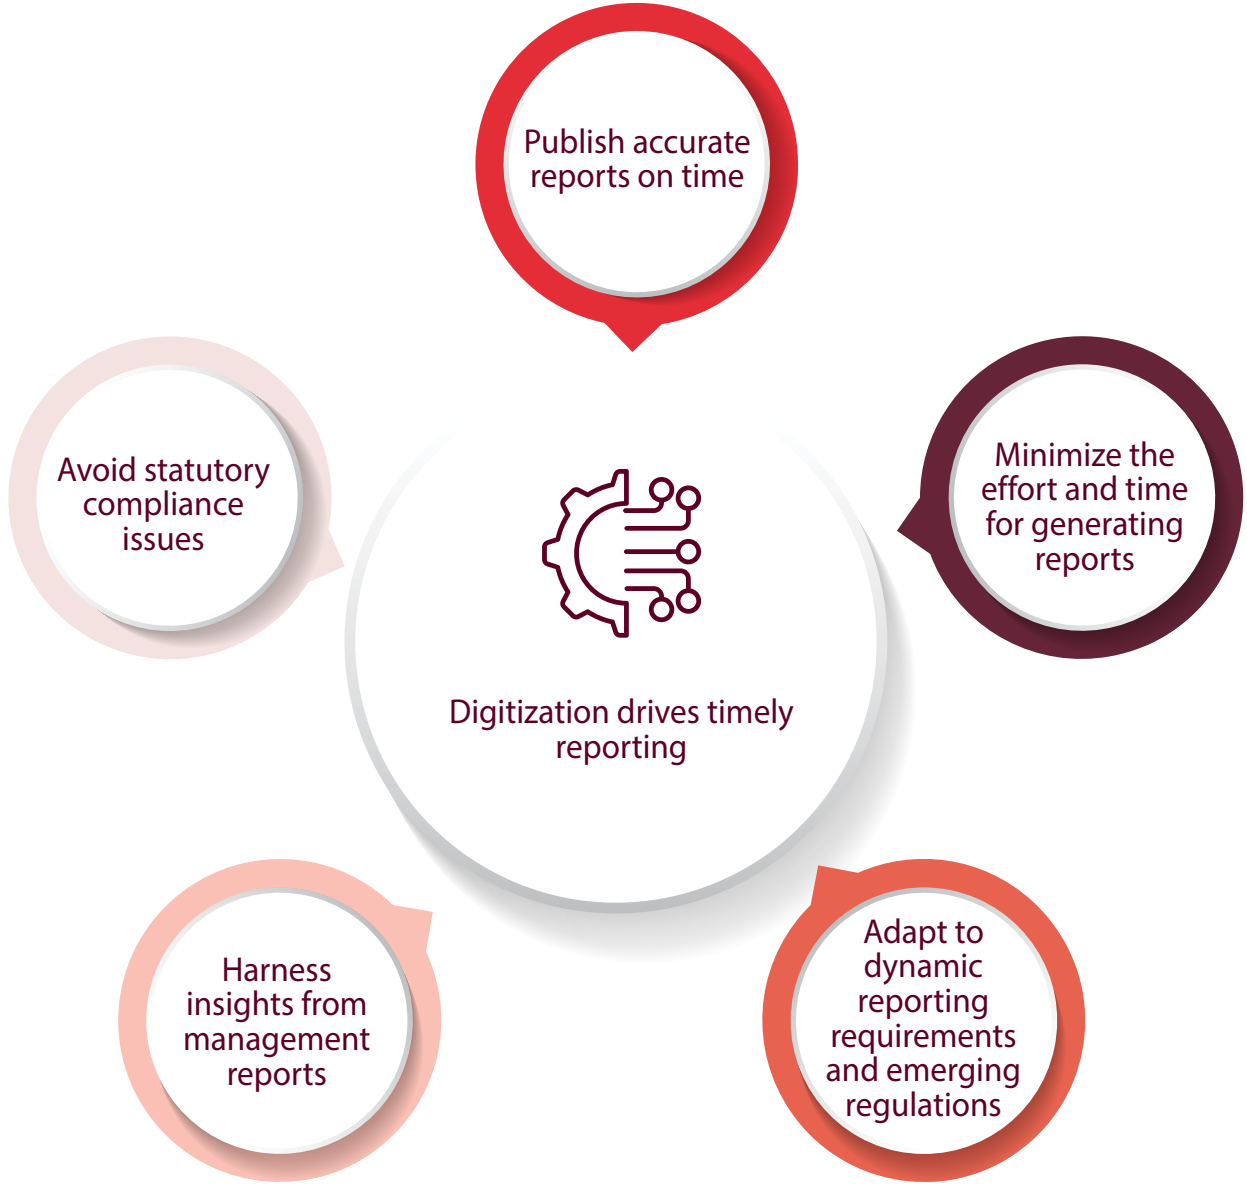 Publish accurate
reports on time
Minimize the
effort and time
for generating
reports
Adapt to
dynamic
reporting
requirements
and emerging
regulations
Harness
insights from
management
reports
Avoid statutory
compliance
issues
Digitization drives timely
reporting